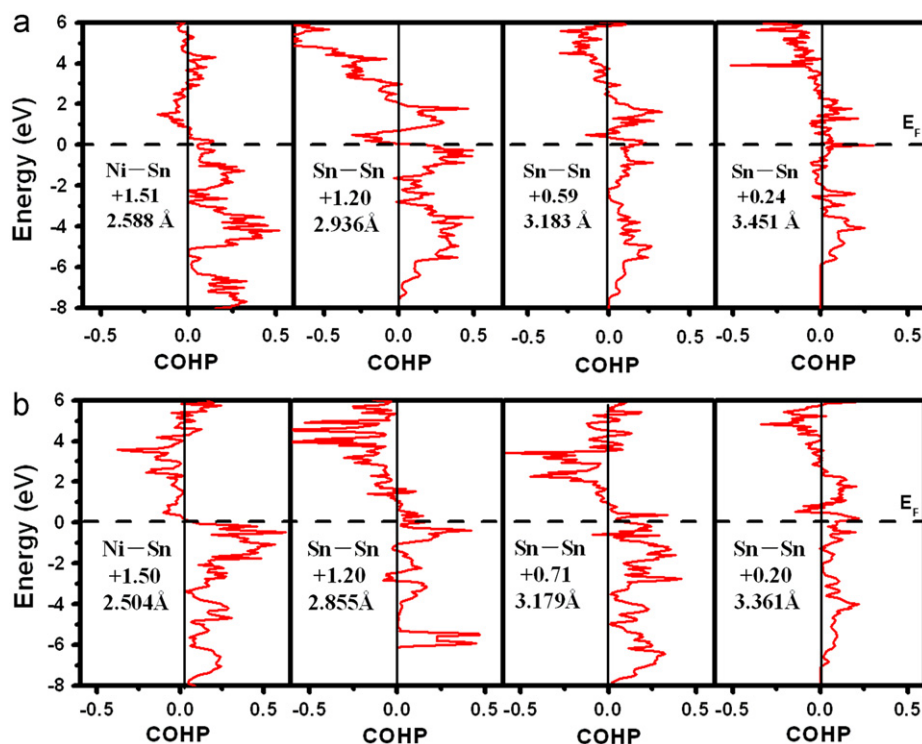 a
Energy (eV)
6
4
2
0
-2
-4
-6
-8
Ni—Sn
+1.51
2.588 Å
Sn—Sn
+1.20
2.936Å
Sn—Sn
+0.59
3.183 Å
Sn—Sn
+0.24
3.451 Å
E_F
-0.5 0.0 0.5 -0.5 0.0 0.5 -0.5 0.0 0.5 -0.5 0.0 0.5
COHP COHP COHP COHP
b
Energy (eV)
6
4
2
0
-2
-4
-6
-8
Ni—Sn
+1.50
2.504Å
Sn—Sn
+1.20
2.855Å
Sn—Sn
+0.71
3.179Å
Sn—Sn
+0.20
3.361Å
E_F
-0.5 0.0 0.5 -0.5 0.0 0.5 -0.5 0.0 0.5 -0.5 0.0 0.5
COHP COHP COHP COHP